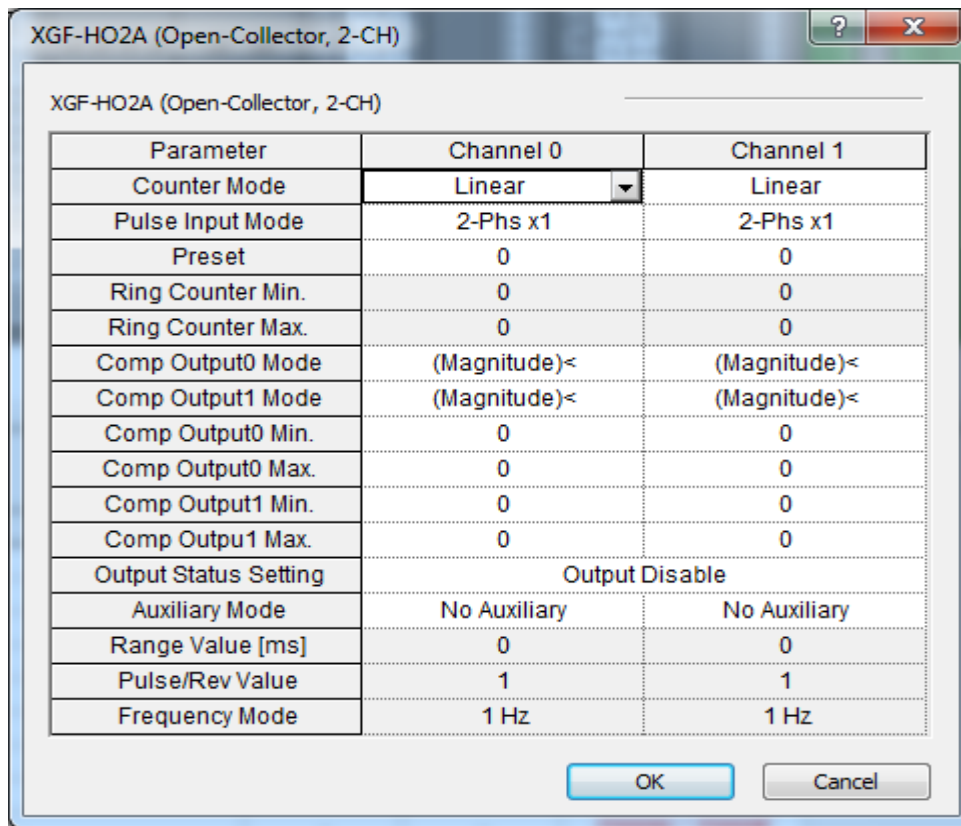 XGF-HO2A (Open-Collector, 2-CH)
?
XGF-HO2A (Open-Collector, 2-CH)
Parameter Channel 0 Channel 1
Counter Mode Linear Linear
Pulse Input Mode 2-Phs x1 2-Phs x1
Preset 0 0
Ring Counter Min. 0 0
Ring Counter Max. 0 0
Comp Output0 Mode (Magnitude)< (Magnitude)<
Comp Output1 Mode (Magnitude)< (Magnitude)<
Comp Output0 Min. 0 0
Comp Output0 Max. 0 0
Comp Output1 Min. 0 0
Comp Outpu1 Max. 0 0
Output Status Setting Output Disable
Auxiliary Mode No Auxiliary No Auxiliary
Range Value [ms] 0 0
Pulse/Rev Value 1 1
Frequency Mode 1 Hz 1 Hz
OK Cancel